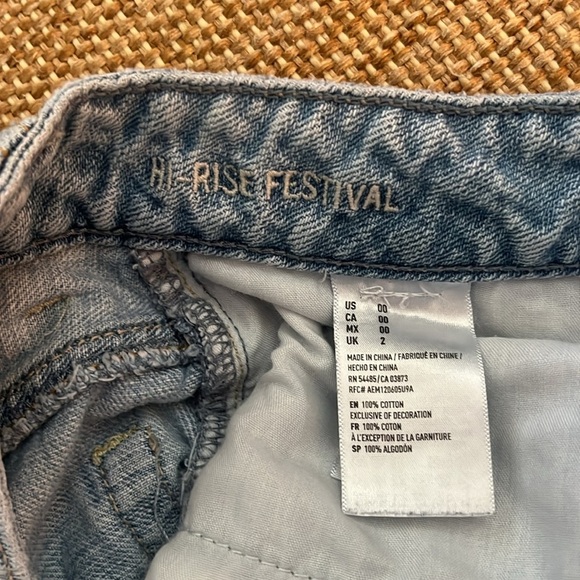 HI-RISE FESTIVAL
US 00
CA 00
MX 00
UK 2
MADE IN CHINA / FABRIQUÉ EN CHINE /
HECHO EN CHINA
RN 54485/CA 03873
RFC# AEM120605U9A
EN 100% COTTON
EXCLUSIVE OF DECORATION
FR 100% COTON
À L'EXCEPTION DE LA GARNITURE
SP 100% ALGODÓN